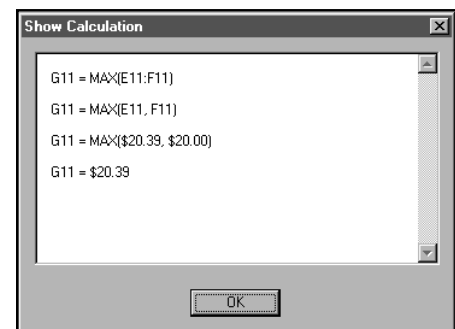 Show Calculation
G11 = MAX(E11:F11)
G11 = MAX(E11, F11)
G11 = MAX($20.39, $20.00)
G11 = $20.39
OK